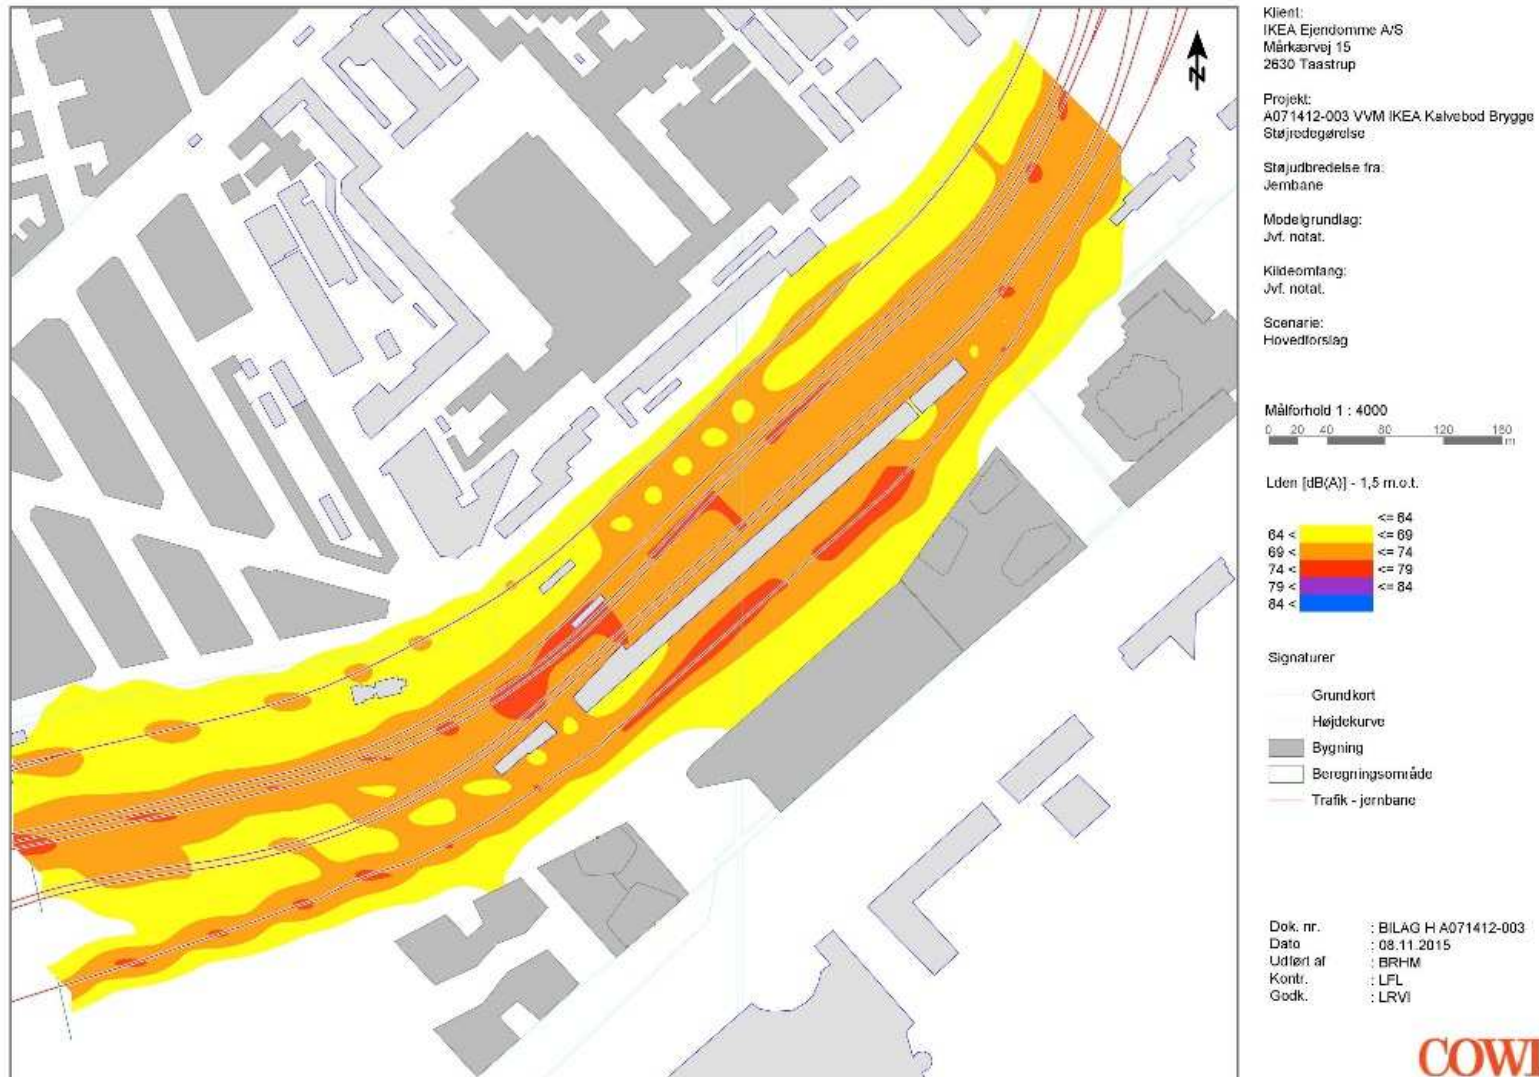 Klient:
IKEA Ejendomme A/S
Mårkærvej 15
2630 Taastrup
Projekt:
A071412-003 VVM IKEA Kalvebod Brygge
Støjredegørelse
Støjudbredelse fra:
Jernbane
Modelgrundlag:
Jvf. notat.
Kildeomfang:
Jvf. notat.
Scenarie:
Hovedforslag
Målforhold 1 : 4000
0 20 40 80 120 160
m
Lden [dB(A)] - 1,5 m.o.t.
<= 64
64 < <= 69
69 < <= 74
74 < <= 79
79 < <= 84
84 <
Signaturer
Grundkort
Højdekurve
Bygning
Beregningsområde
Trafik - jernbane
Dok. nr. : BILAG H A071412-003
Dato : 08.11.2015
Udført af : BRHM
Kontr. : LFL
Godk. : LRVI
COWI
N